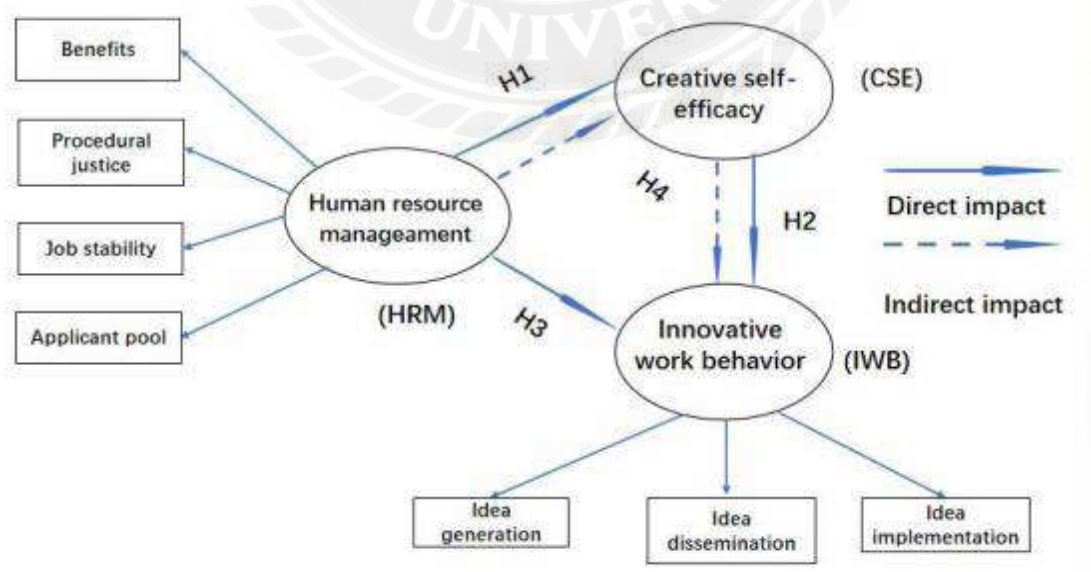 UNIVER
Benefits
Procedural
justice
Job stability
Applicant pool
Human resource
manageament
(HRM)
H1
Creative self-
efficacy
(CSE)
H4
H2
H3
Direct impact
Indirect impact
Innovative
work behavior
(IWB)
Idea
generation
Idea
dissemination
Idea
implementation